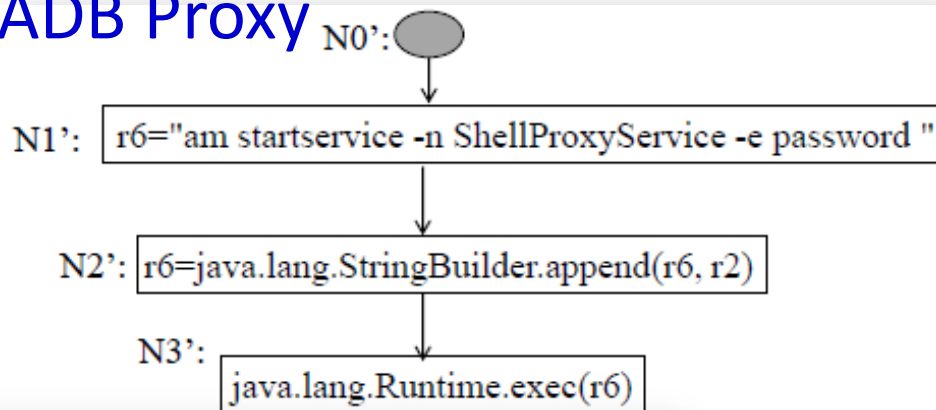 ADB Proxy
N0’:
N1’: r6="am startservice -n ShellProxyService -e password "
N2’: r6=java.lang.StringBuilder.append(r6, r2)
N3’:
java.lang.Runtime.exec(r6)